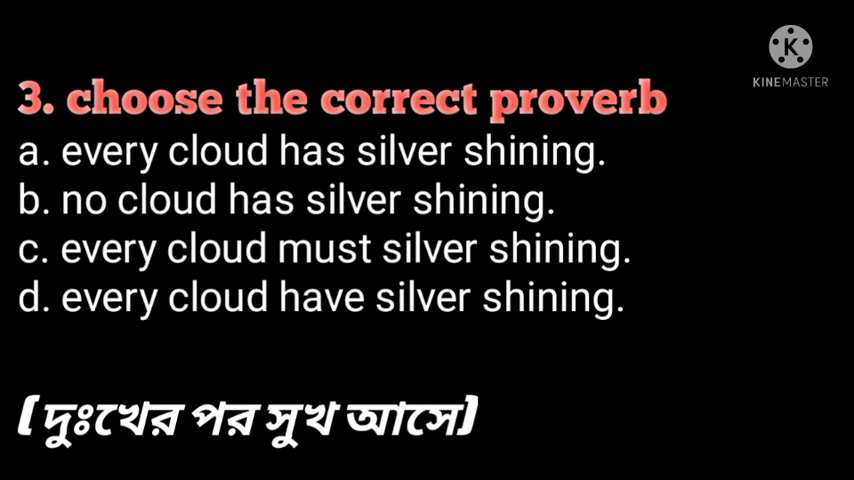 KINEMASTER
3. choose the correct proverb
a. every cloud has silver shining.
b. no cloud has silver shining.
c. every cloud must silver shining.
d. every cloud have silver shining.
(দুঃখের পর সুখ আসে)